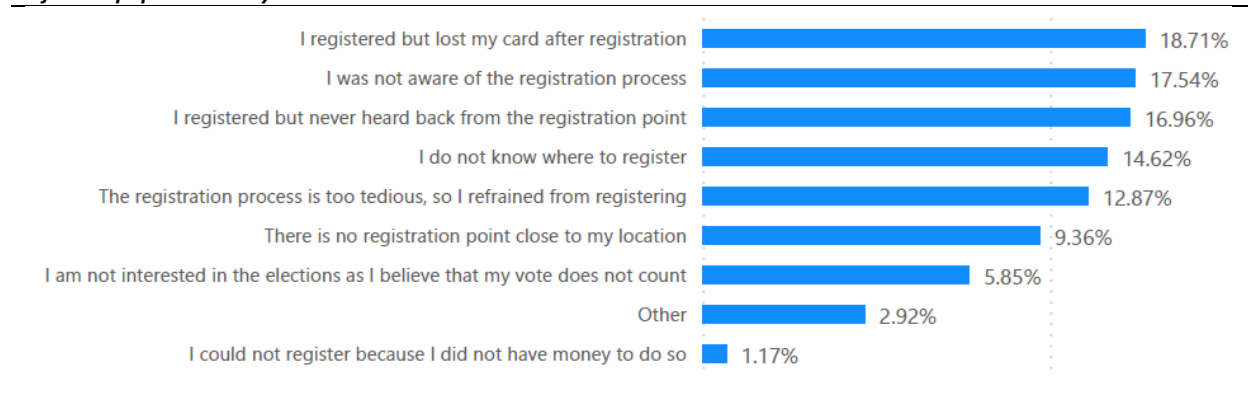 I registered but lost my card after registration 18.71%
I was not aware of the registration process 17.54%
I registered but never heard back from the registration point 16.96%
I do not know where to register 14.62%
The registration process is too tedious, so I refrained from registering 12.87%
There is no registration point close to my location 9.36%
I am not interested in the elections as I believe that my vote does not count 5.85%
Other 2.92%
I could not register because I did not have money to do so 1.17%